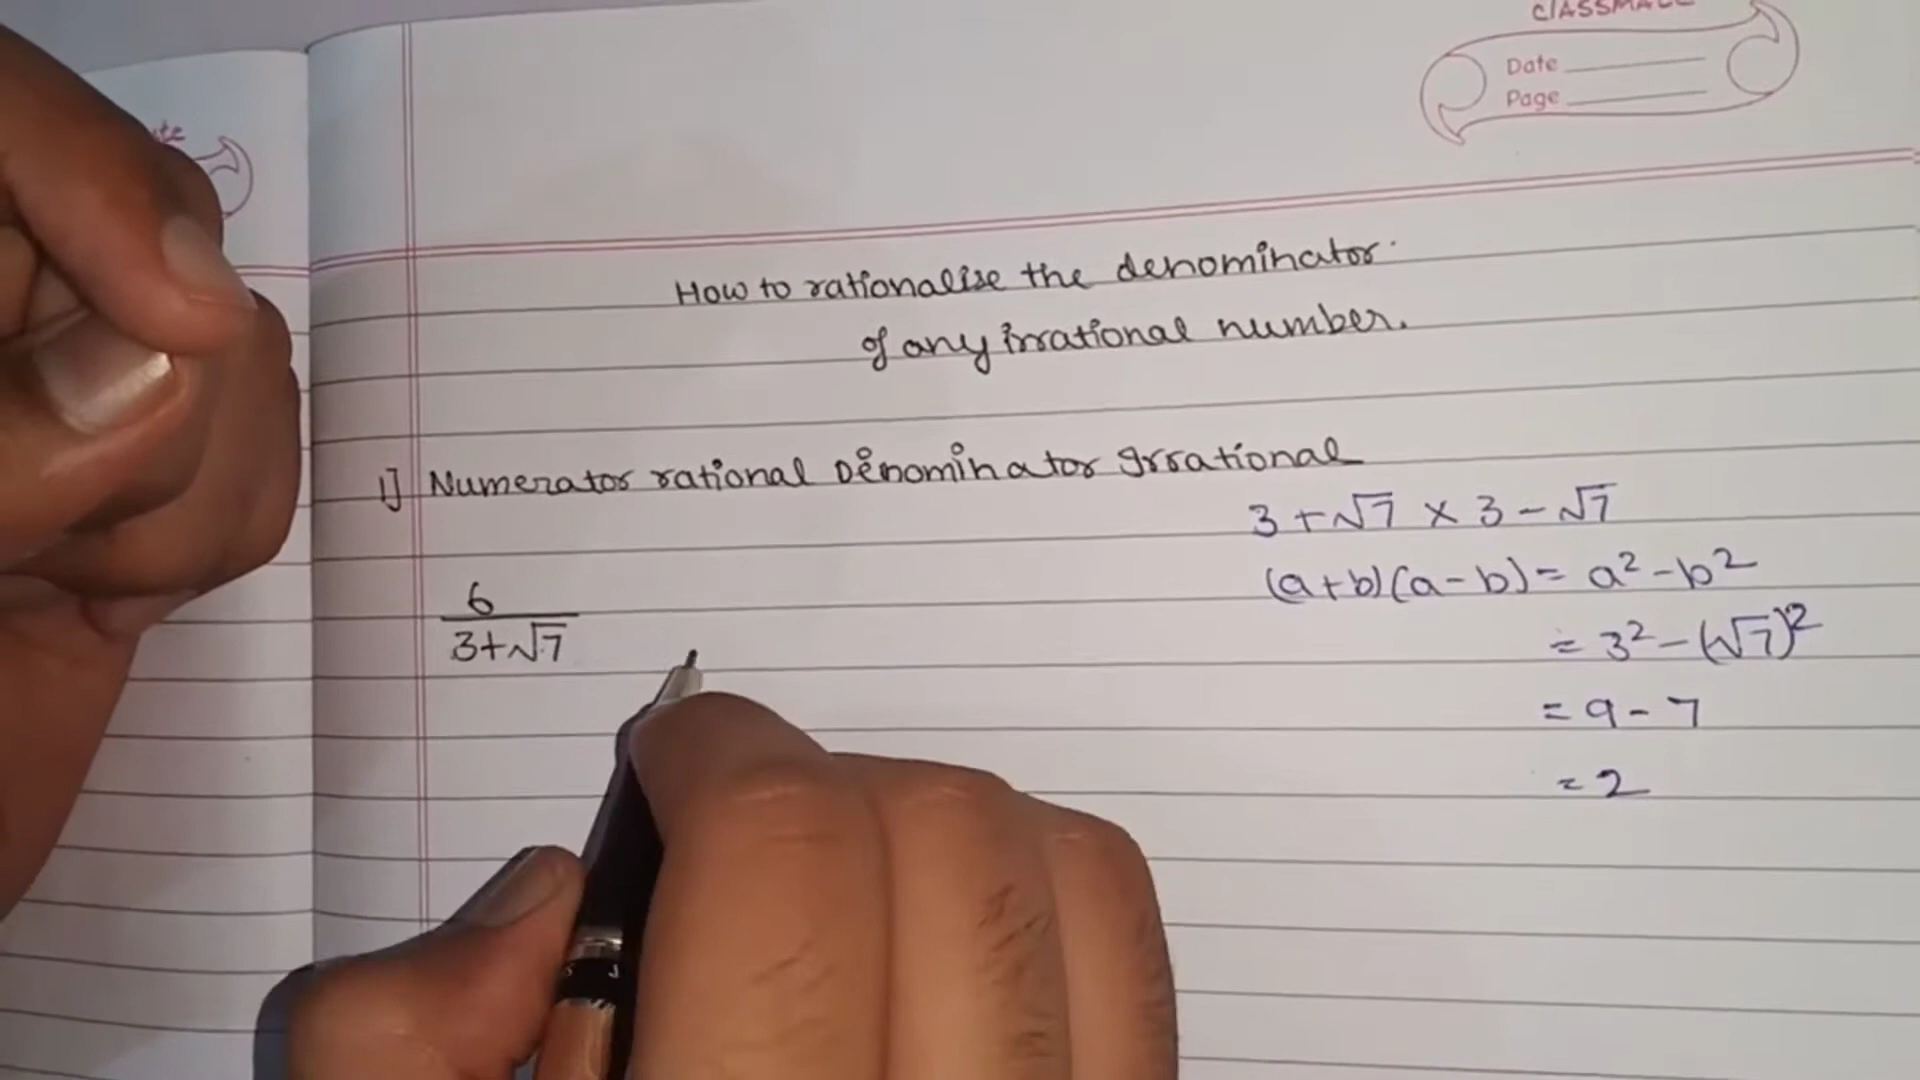 Date
Page
How to rationalise the denominator
of any irrational number.
1] Numerator rational Denominator Irrational
3+√7 × 3-√7
(a+b)(a-b) = a² - b²
= 3² - (√7)²
= 9 - 7
= 2
6
3+√7